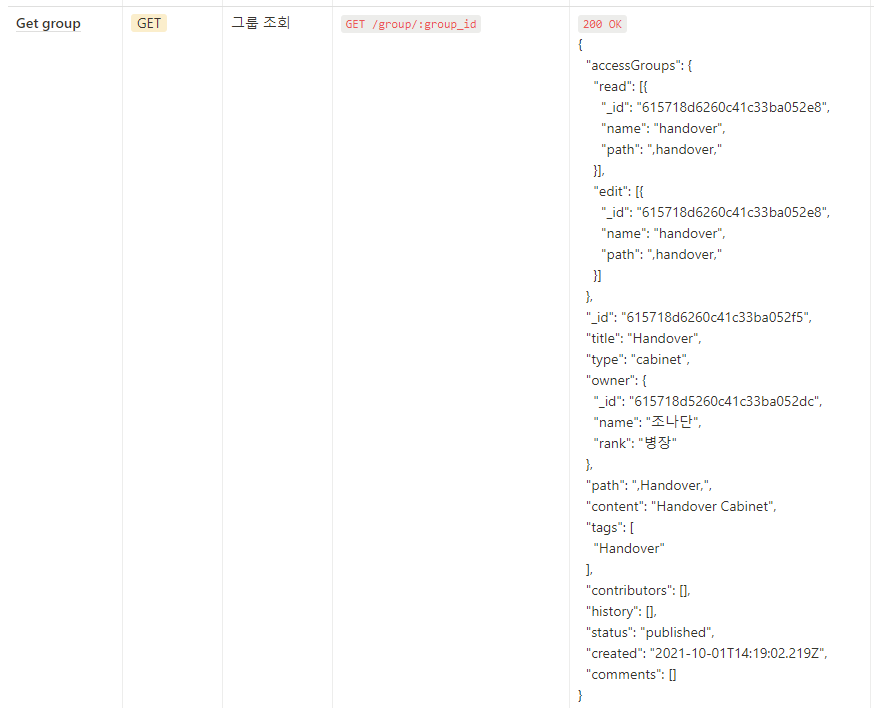 Get group
GET
그룹 조회
GET /group/:group_id
200 OK
{
"accessGroups": {
"read": [{
"_id": "615718d6260c41c33ba052e8",
"name": "handover",
"path": ",handover,"
}],
"edit": [{
"_id": "615718d6260c41c33ba052e8",
"name": "handover",
"path": ",handover,"
}]
},
"_id": "615718d6260c41c33ba052f5",
"title": "Handover",
"type": "cabinet",
"owner": {
"_id": "615718d5260c41c33ba052dc",
"name": "조나단",
"rank": "병장"
},
"path": ",Handover,",
"content": "Handover Cabinet",
"tags": [
"Handover"
],
"contributors": [],
"history": [],
"status": "published",
"created": "2021-10-01T14:19:02.219Z",
"comments": []
}